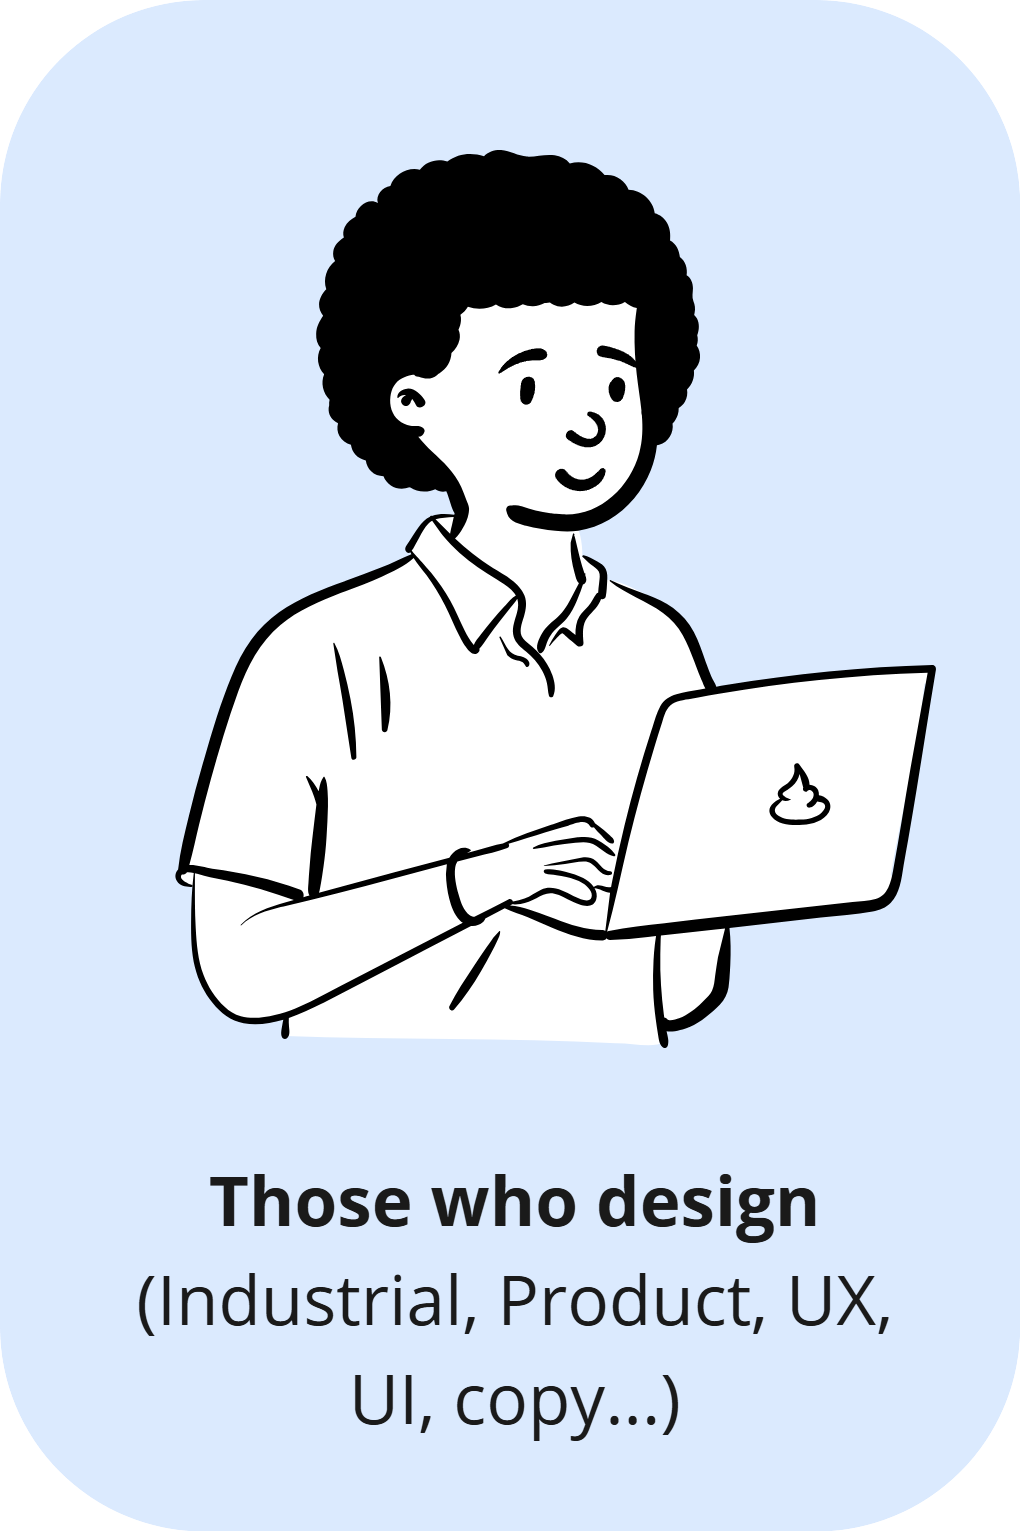 Those who design
(Industrial, Product, UX,
UI, copy...)